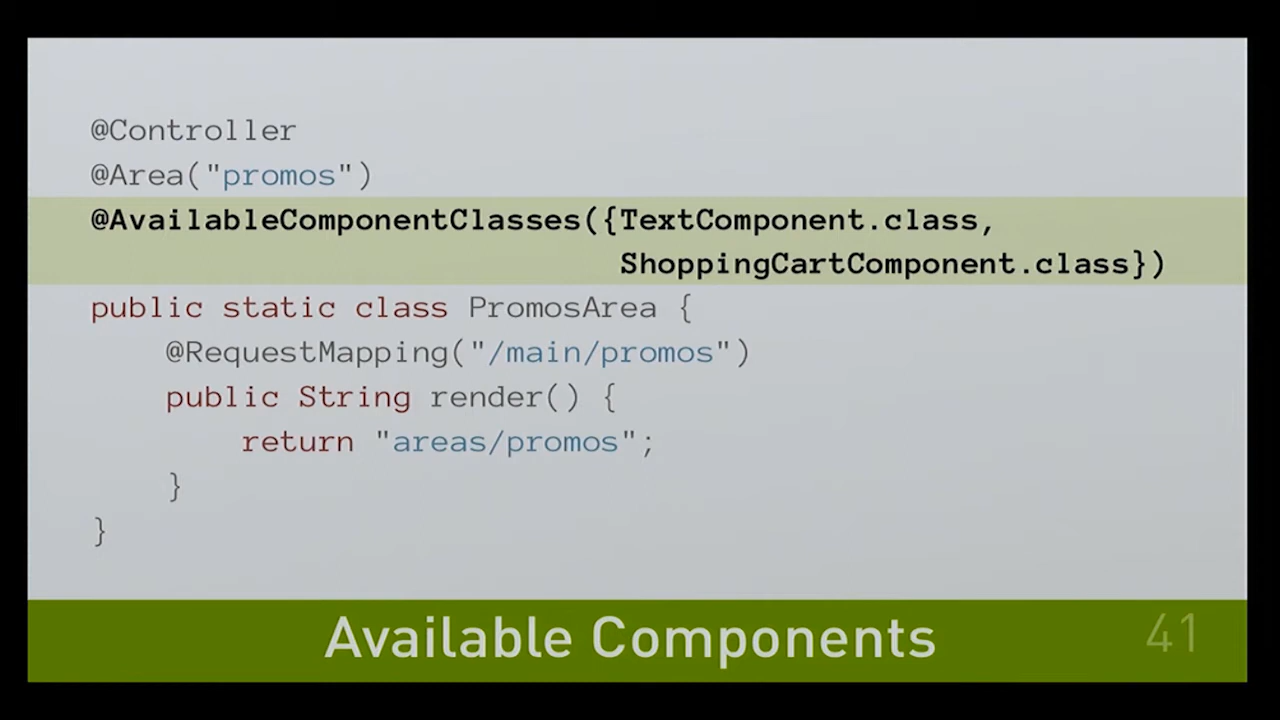 @Controller
@Area("promos")
@AvailableComponentClasses({TextComponent.class,
ShoppingCartComponent.class})
public static class PromosArea {
@RequestMapping("/main/promos")
public String render() {
return "areas/promos";
}
}
Available Components
41